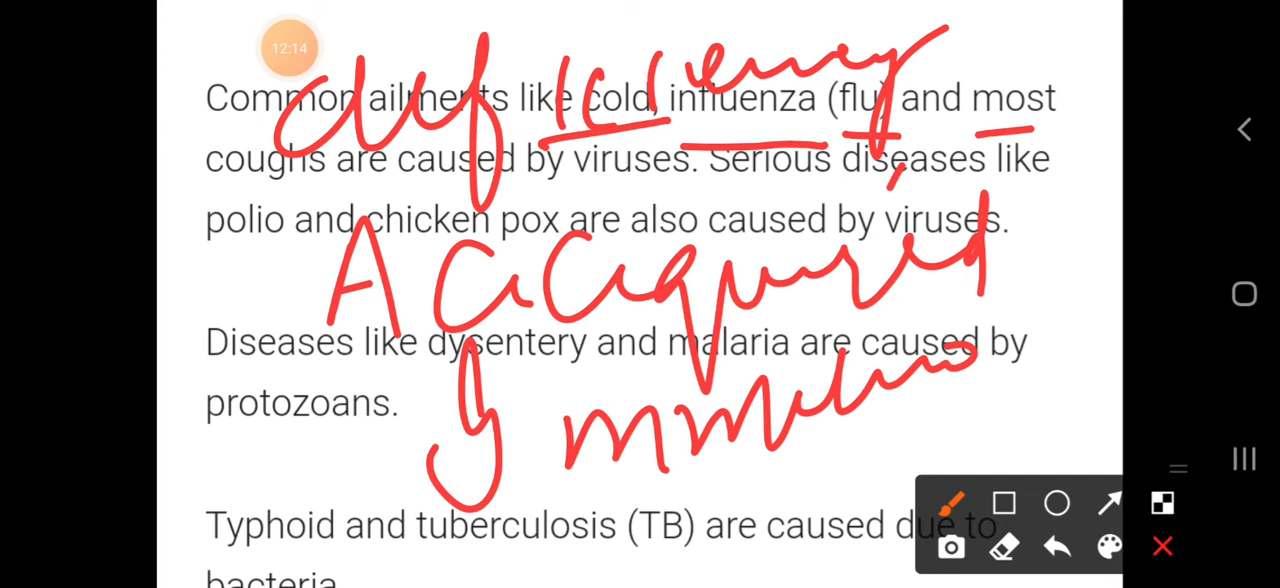 12:14
deficiency
Common ailments like cold, influenza (flu) and most
coughs are caused by viruses. Serious diseases like
polio and chicken pox are also caused by viruses.
Acquired
Diseases like dysentery and malaria are caused by
protozoans.
Typhoid and tuberculosis (TB) are caused due to
bacteria.